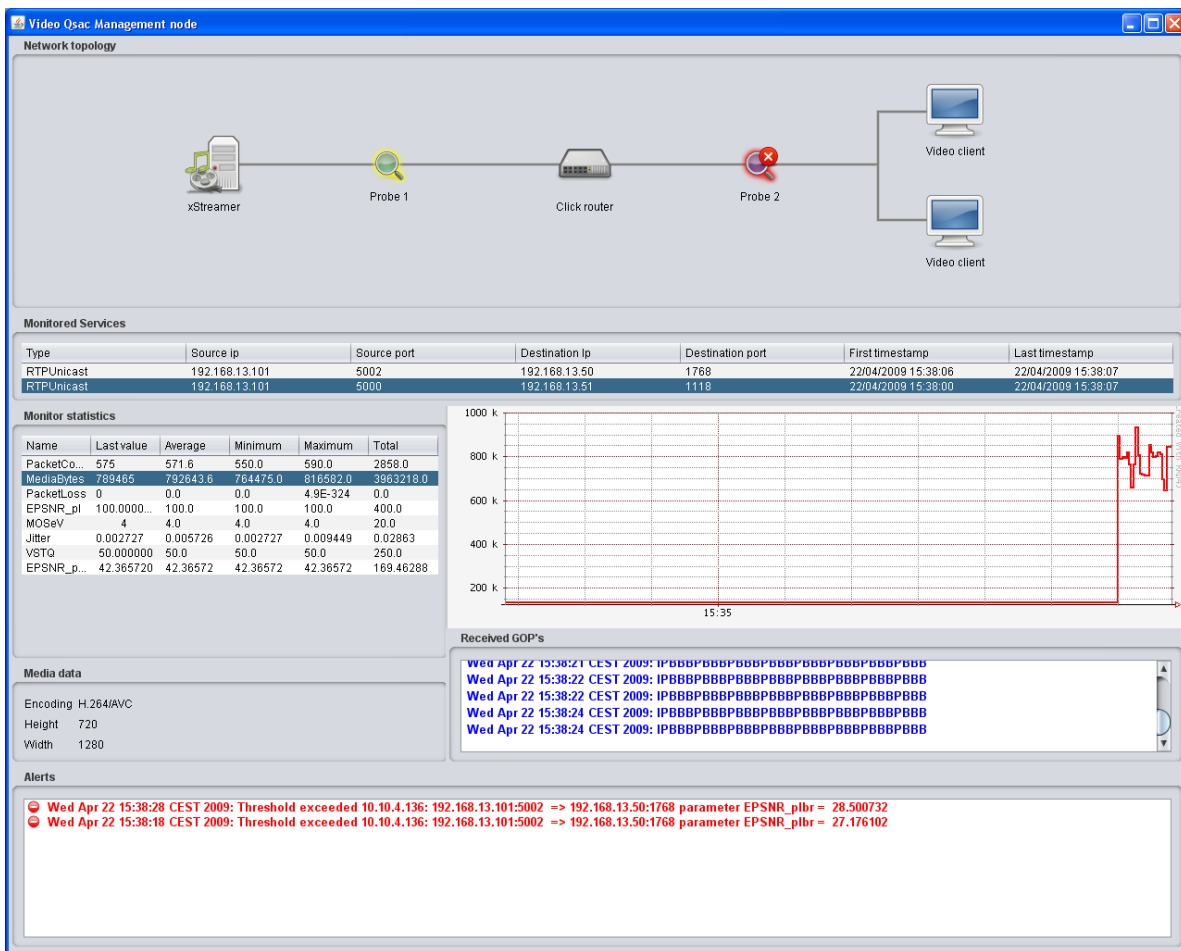 Video Qsac Management node
Network topology
Video client
xStreamer
Probe 1
Click router
Probe 2
Video client
Monitored Services
Type Source ip Source port Destination Ip Destination port First timestamp Last timestamp
RTPUnicast 192.168.13.101 5002 192.168.13.50 1768 22/04/2009 15:38:06 22/04/2009 15:38:07
RTPUnicast 192.168.13.101 5000 192.168.13.51 1118 22/04/2009 15:38:00 22/04/2009 15:38:07
Monitor statistics
Name Last value Average Minimum Maximum Total
PacketCo... 575 571.6 550.0 590.0 2858.0
MediaBytes 789465 792643.6 764475.0 816582.0 3963218.0
PacketLoss 0 0.0 0.0 4.9E-324 0.0
EPSNR_pl 100.0000... 100.0 100.0 100.0 400.0
MOSeV 4 4.0 4.0 4.0 20.0
Jitter 0.002727 0.005726 0.002727 0.009449 0.02863
VSTQ 50.000000 50.0 50.0 50.0 250.0
EPSNR_p... 42.365720 42.36572 42.36572 42.36572 169.46288
1000 k
800 k
600 k
400 k
200 k
15:35
Received GOP's
Wed Apr 22 15:38:21 CEST 2009: IPBBBPBBBPBBBPBBBPBBBPBBBPBBBPBBB
Wed Apr 22 15:38:22 CEST 2009: IPBBBPBBBPBBBPBBBPBBBPBBBPBBBPBBB
Wed Apr 22 15:38:22 CEST 2009: IPBBBPBBBPBBBPBBBPBBBPBBBPBBBPBBB
Wed Apr 22 15:38:24 CEST 2009: IPBBBPBBBPBBBPBBBPBBBPBBBPBBBPBBB
Wed Apr 22 15:38:24 CEST 2009: IPBBBPBBBPBBBPBBBPBBBPBBBPBBBPBBB
Media data
Encoding H.264/AVC
Height 720
Width 1280
Alerts
Wed Apr 22 15:38:28 CEST 2009: Threshold exceeded 10.10.4.136: 192.168.13.101:5002 => 192.168.13.50:1768 parameter EPSNR_plbr = 28.500732
Wed Apr 22 15:38:18 CEST 2009: Threshold exceeded 10.10.4.136: 192.168.13.101:5002 => 192.168.13.50:1768 parameter EPSNR_plbr = 27.176102